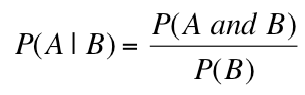 P(A | B) = P(A and B) / P(B)